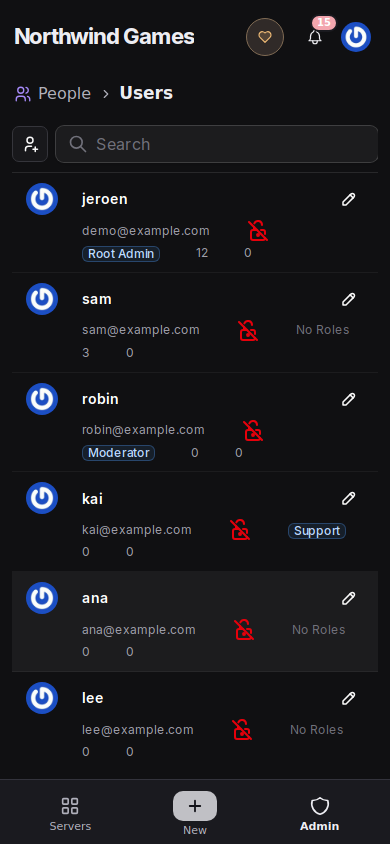 Northwind Games
15
People > Users
Search
jeroen
demo@example.com
Root Admin 12 0
sam
sam@example.com No Roles
3 0
robin
robin@example.com
Moderator 0 0
kai
kai@example.com Support
0 0
ana
ana@example.com No Roles
0 0
lee
lee@example.com No Roles
0 0
Servers New Admin